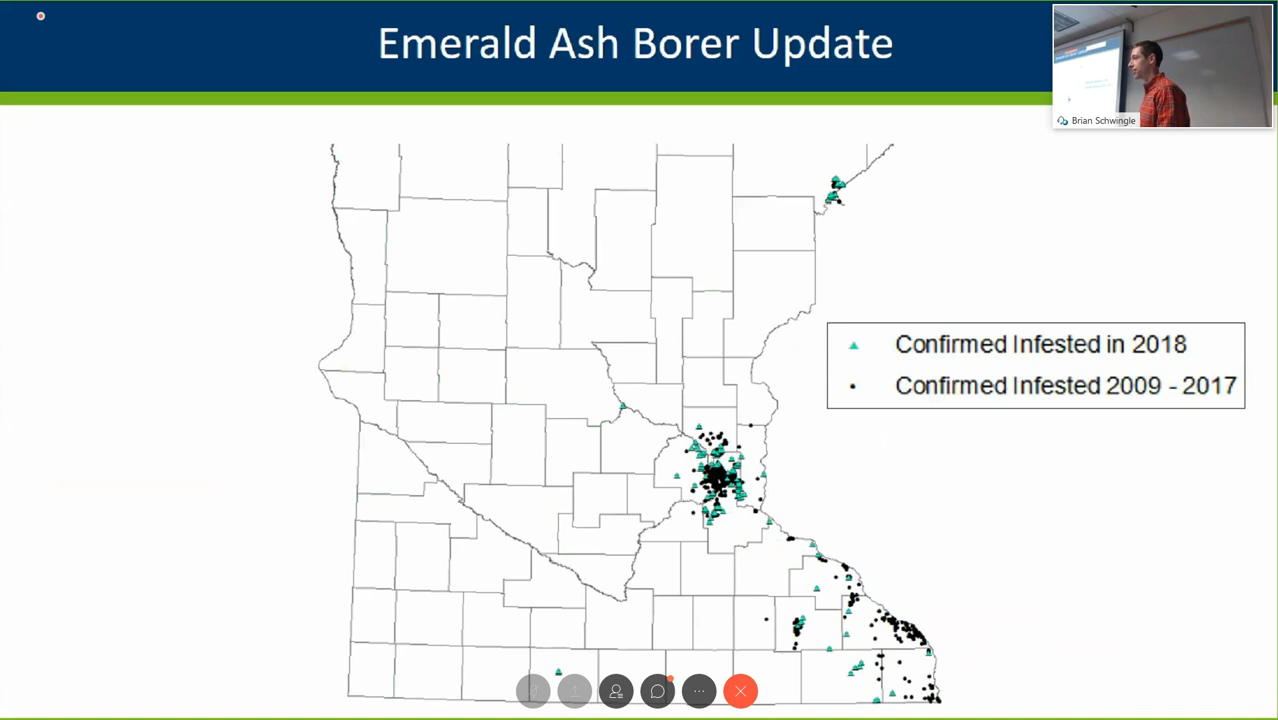 Emerald Ash Borer Update
Brian Schwingle
Confirmed Infested in 2018
Confirmed Infested 2009 - 2017